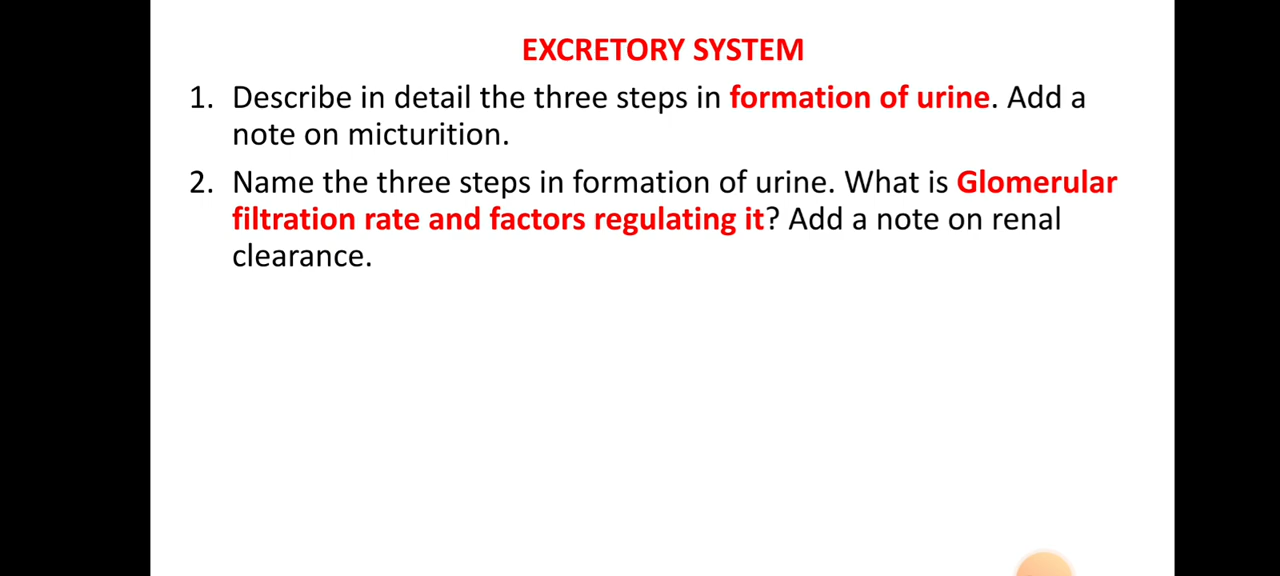 EXCRETORY SYSTEM
1. Describe in detail the three steps in formation of urine. Add a
note on micturition.
2. Name the three steps in formation of urine. What is Glomerular
filtration rate and factors regulating it? Add a note on renal
clearance.